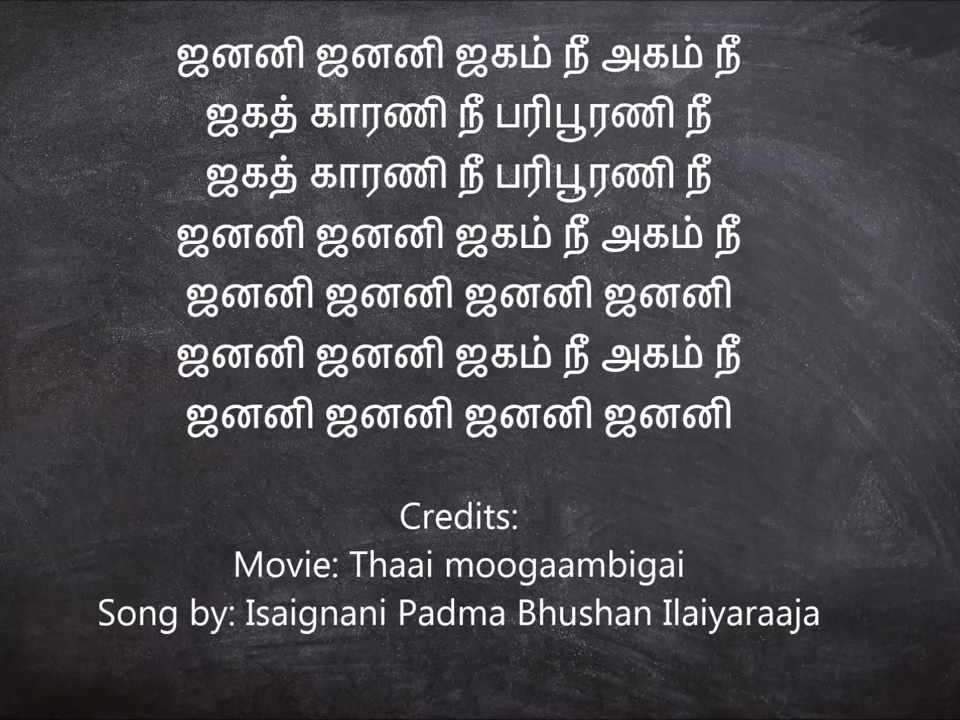 ஜனனி ஜனனி ஜகம் நீ அகம் நீ
ஜகத் காரணி நீ பரிபூரணி நீ
ஜகத் காரணி நீ பரிபூரணி நீ
ஜனனி ஜனனி ஜகம் நீ அகம் நீ
ஜனனி ஜனனி ஜனனி ஜனனி
ஜனனி ஜனனி ஜகம் நீ அகம் நீ
ஜனனி ஜனனி ஜனனி ஜனனி
Credits:
Movie: Thaai moogaambigai
Song by: Isaignani Padma Bhushan Ilaiyaraaja